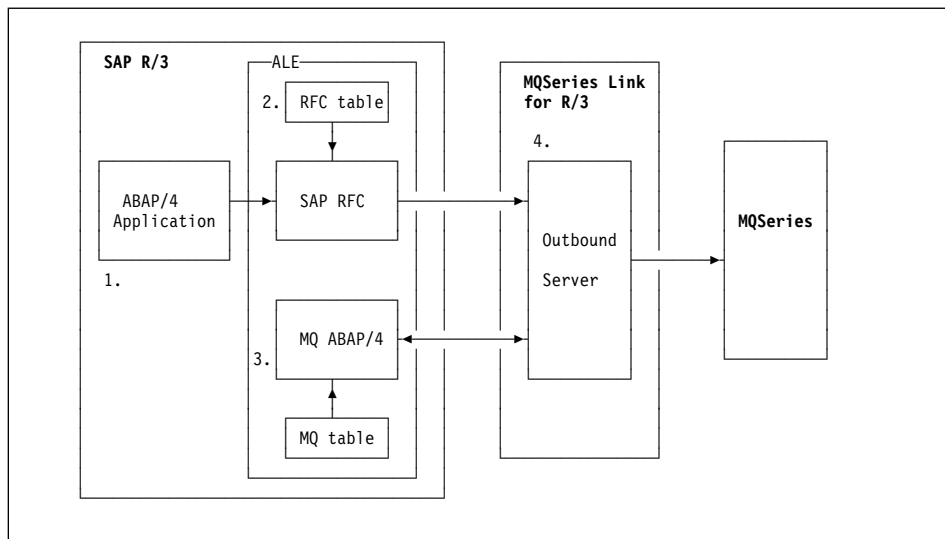 SAP R/3
ALE
2.
RFC table
MQSeries Link
for R/3
4.
ABAP/4
Application
SAP RFC
MQSeries
Outbound
Server
1.
MQ ABAP/4
3.
MQ table